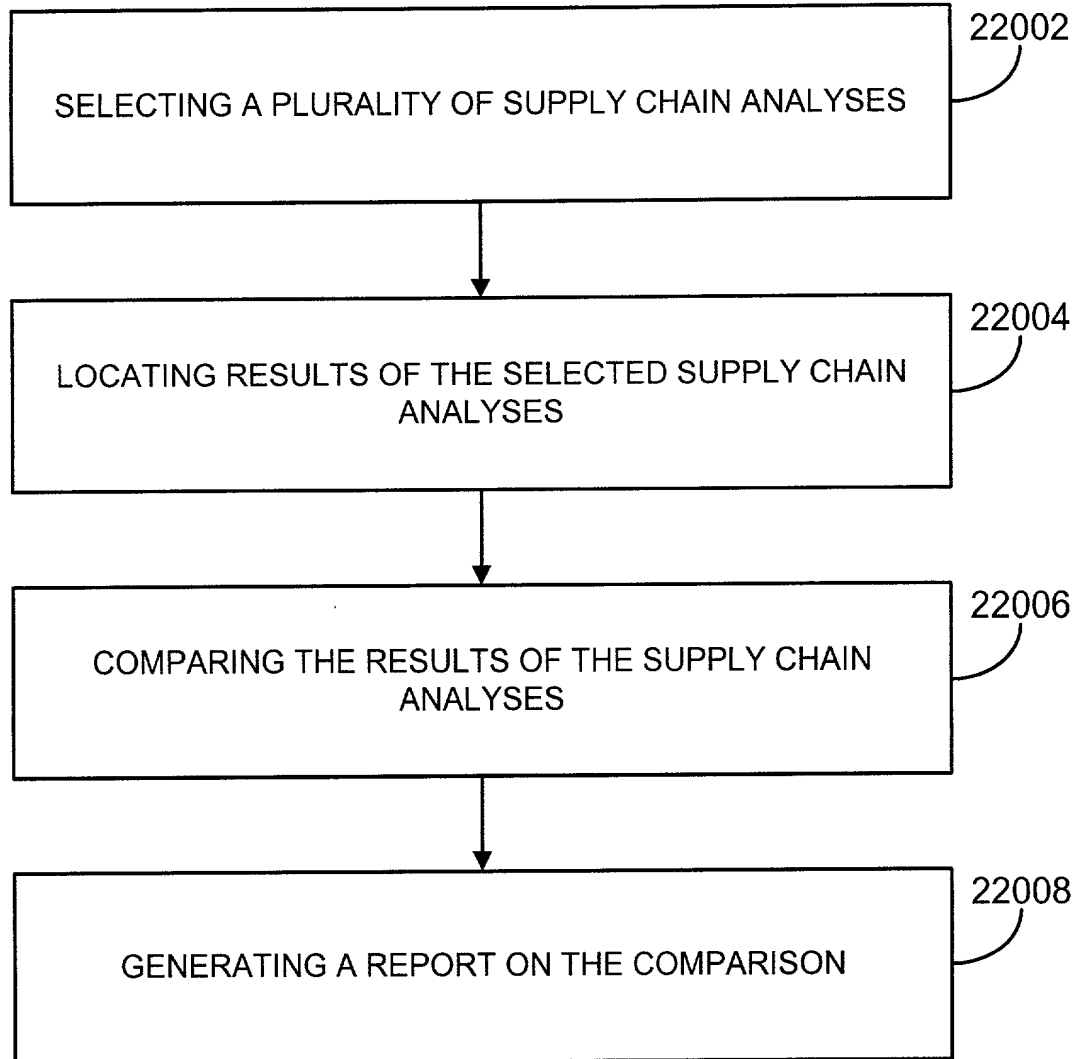 22002
SELECTING A PLURALITY OF SUPPLY CHAIN ANALYSES
22004
LOCATING RESULTS OF THE SELECTED SUPPLY CHAIN
ANALYSES
22006
COMPARING THE RESULTS OF THE SUPPLY CHAIN
ANALYSES
22008
GENERATING A REPORT ON THE COMPARISON